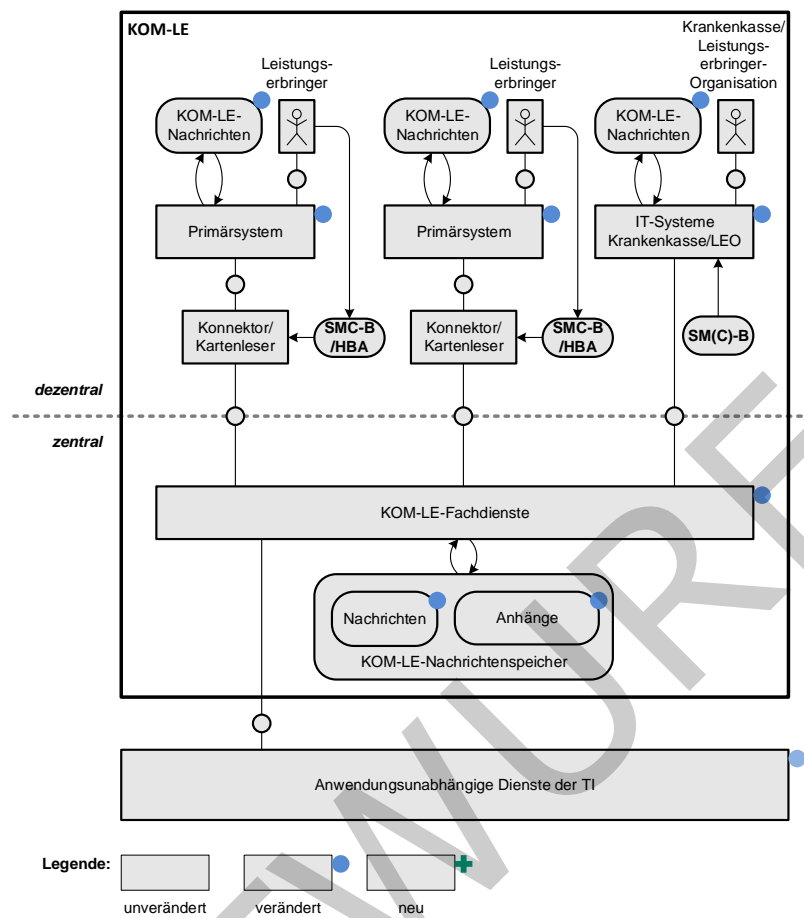 KOM-LE
Leistungs-
erbringer
Leistungs-
erbringer
Krankenkasse/
Leistungs-
erbringer-
Organisation
KOM-LE-
Nachrichten
KOM-LE-
Nachrichten
KOM-LE-
Nachrichten
Primärsystem
Primärsystem
IT-Systeme
Krankenkasse/LEO
Konnektor/
Kartenleser
SMC-B
/HBA
Konnektor/
Kartenleser
SMC-B
/HBA
SM(C)-B
dezentral
zentral
KOM-LE-Fachdienste
Nachrichten
Anhänge
KOM-LE-Nachrichtenspeicher
Anwendungsunabhängige Dienste der TI
Legende:
unverändert
verändert
neu